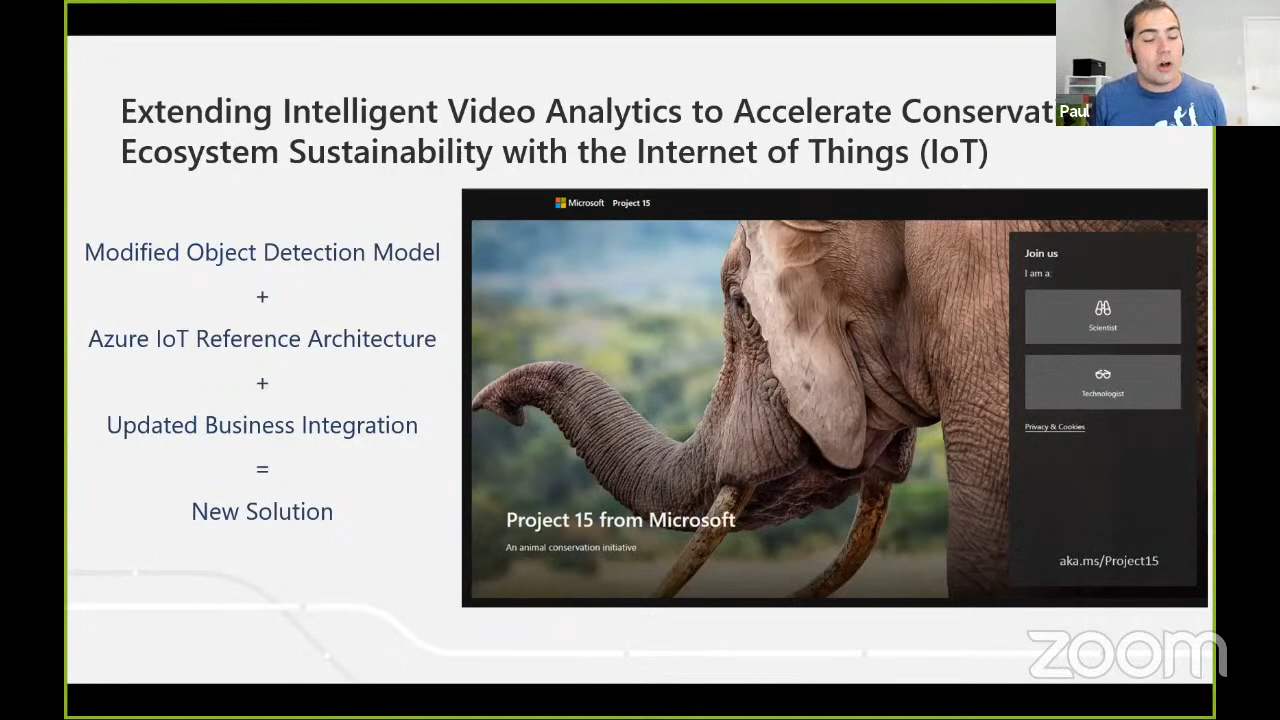 Extending Intelligent Video Analytics to Accelerate Conservat
Ecosystem Sustainability with the Internet of Things (IoT)
Paul
Modified Object Detection Model
+
Azure IoT Reference Architecture
+
Updated Business Integration
=
New Solution
Microsoft Project 15
Join us
I am a:
Scientist
Technologist
Privacy & Cookies
Project 15 from Microsoft
An animal conservation initiative
aka.ms/Project15
zoom